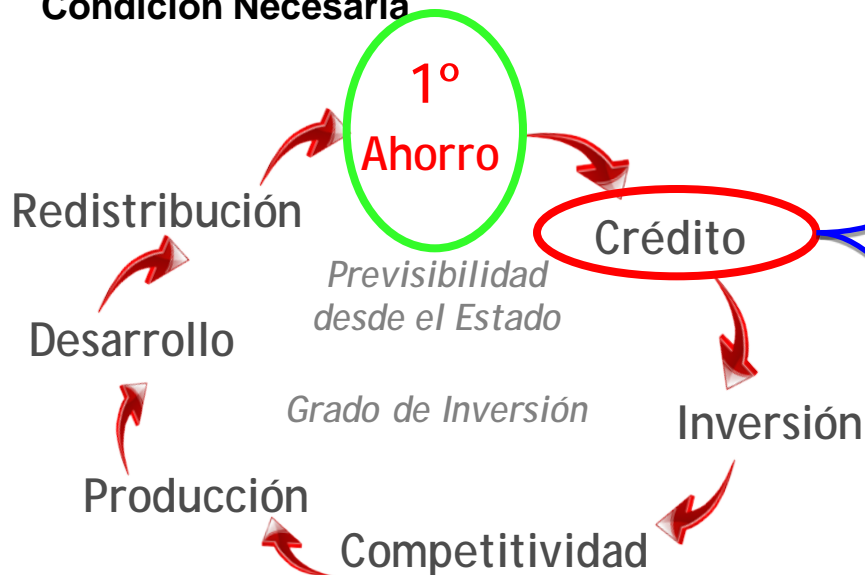 Condición Necesaria
1º
Ahorro
Crédito
Redistribución
Previsibilidad
desde el Estado
Desarrollo
Grado de Inversión
Inversión
Producción
Competitividad